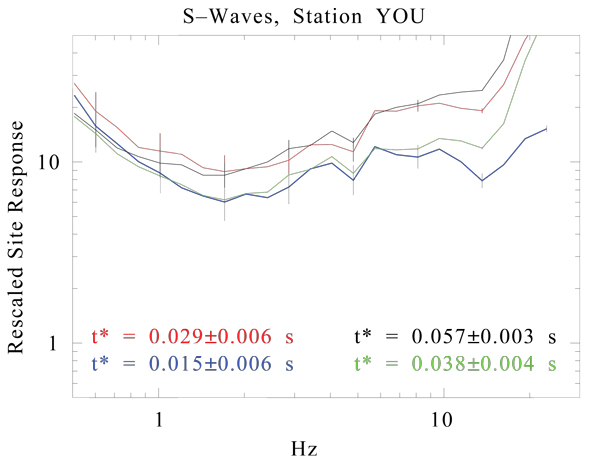 S–Waves, Station YOU
Rescaled Site Response
10
1
t* = 0.029±0.006 s
t* = 0.057±0.003 s
t* = 0.015±0.006 s
t* = 0.038±0.004 s
1
10
Hz